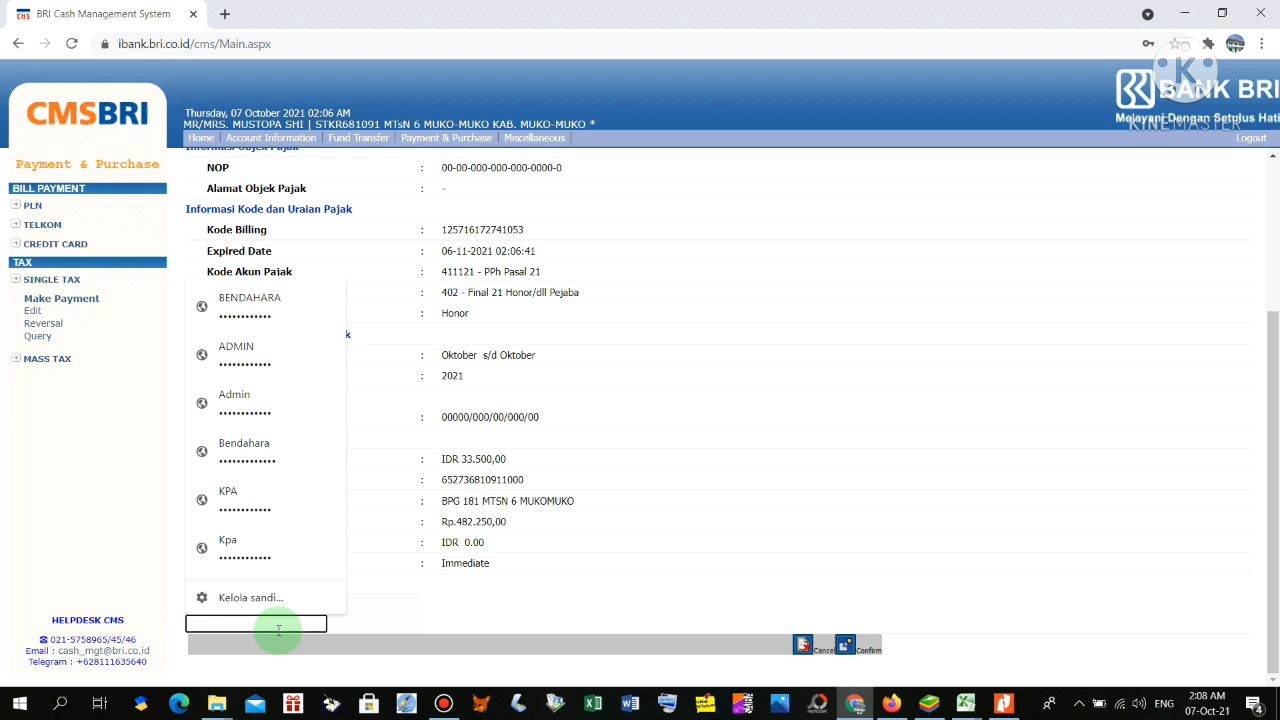 BRI Cash Management System
ibank.bri.co.id/cms/Main.aspx
CMSBRI
Payment & Purchase
BILL PAYMENT
PLN
TELKOM
CREDIT CARD
TAX
SINGLE TAX
Make Payment
Edit
Reversal
Query
MASS TAX
HELPDESK CMS
021-5758965/45/46
Email : cash_mgt@bri.co.id
Telegram : +628111635640
Thursday, 07 October 2021 02:06 AM
MR/MRS. MUSTOPA SHI | STKR681091 MTsN 6 MUKO-MUKO KAB. MUKO-MUKO *
BANK BRI
Melayani Dengan Setulus Hati
KINEMASTER
Home Account Information Fund Transfer Payment & Purchase Miscellaneous Logout
Informasi Objek Pajak
NOP : 00-00-000-000-000-0000-0
Alamat Objek Pajak : -
Informasi Kode dan Uraian Pajak
Kode Billing : 125716172741053
Expired Date : 06-11-2021 02:06:41
Kode Akun Pajak : 411121 - PPh Pasal 21
: 402 - Final 21 Honor/dll Pejaba
: Honor
k
: Oktober s/d Oktober
: 2021
: 00000/000/00/000/00
: IDR 33.500,00
: 652736810911000
: BPG 181 MTSN 6 MUKOMUKO
: Rp.482.250,00
: IDR 0.00
: Immediate
BENDAHARA
••••••••••••
ADMIN
••••••••••••
Admin
••••••••••••
Bendahara
•••••••••••••
KPA
••••••••••••
Kpa
••••••••••••
Kelola sandi...
Cancel Confirm
ENG
2:08 AM
07-Oct-21
4